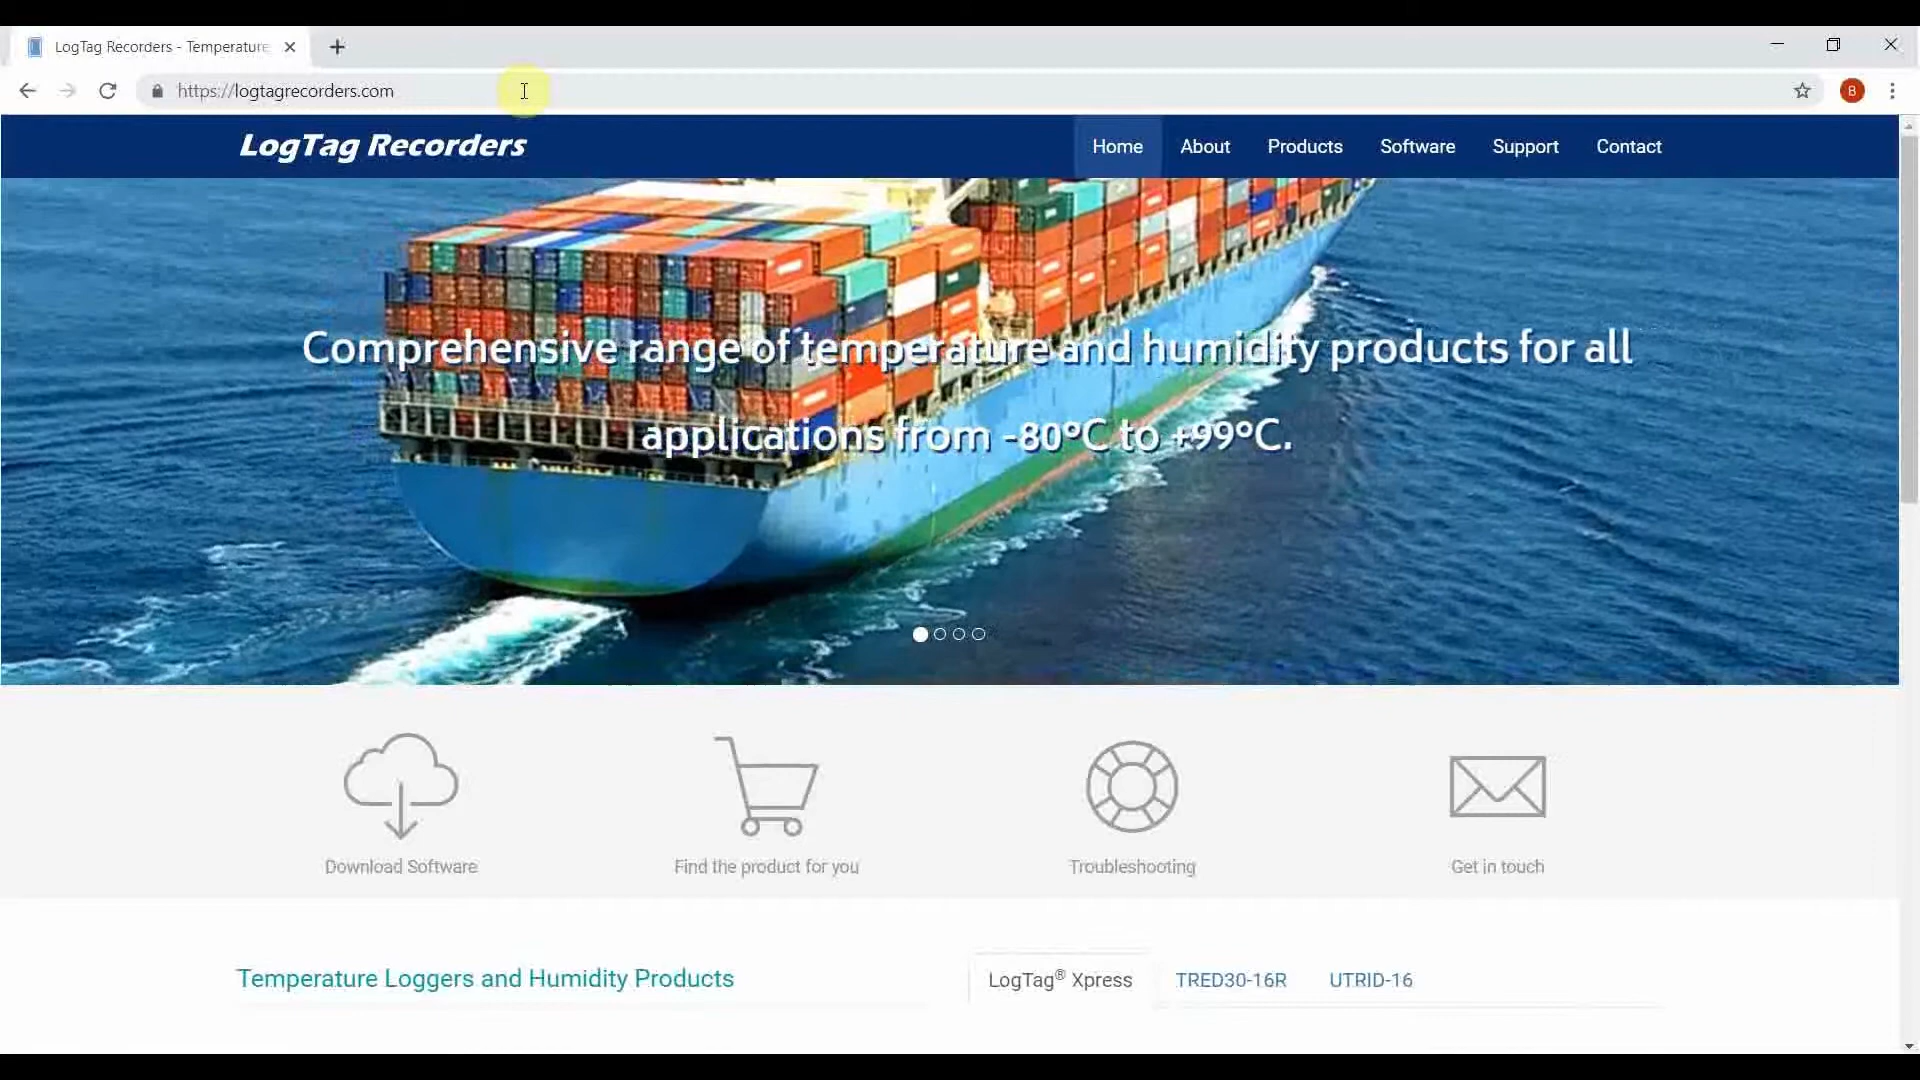 LogTag Recorders - Temperature
https://logtagrecorders.com
B
LogTag Recorders
Home
About
Products
Software
Support
Contact
Comprehensive range of temperature and humidity products for all
applications from -80°C to +99°C.
Download Software
Find the product for you
Troubleshooting
Get in touch
Temperature Loggers and Humidity Products
LogTag® Xpress
TRED30-16R
UTRID-16